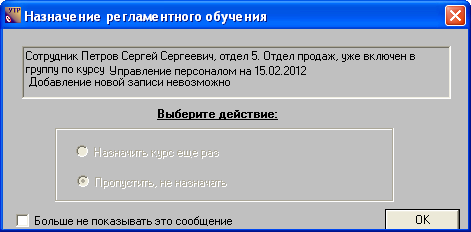 Назначение регламентного обучения
Сотрудник Петров Сергей Сергеевич, отдел 5. Отдел продаж, уже включен в
группу по курсу Управление персоналом на 15.02.2012
Добавление новой записи невозможно
Выберите действие:
Назначить курс еще раз
Пропустить, не назначать
Больше не показывать это сообщение
OK